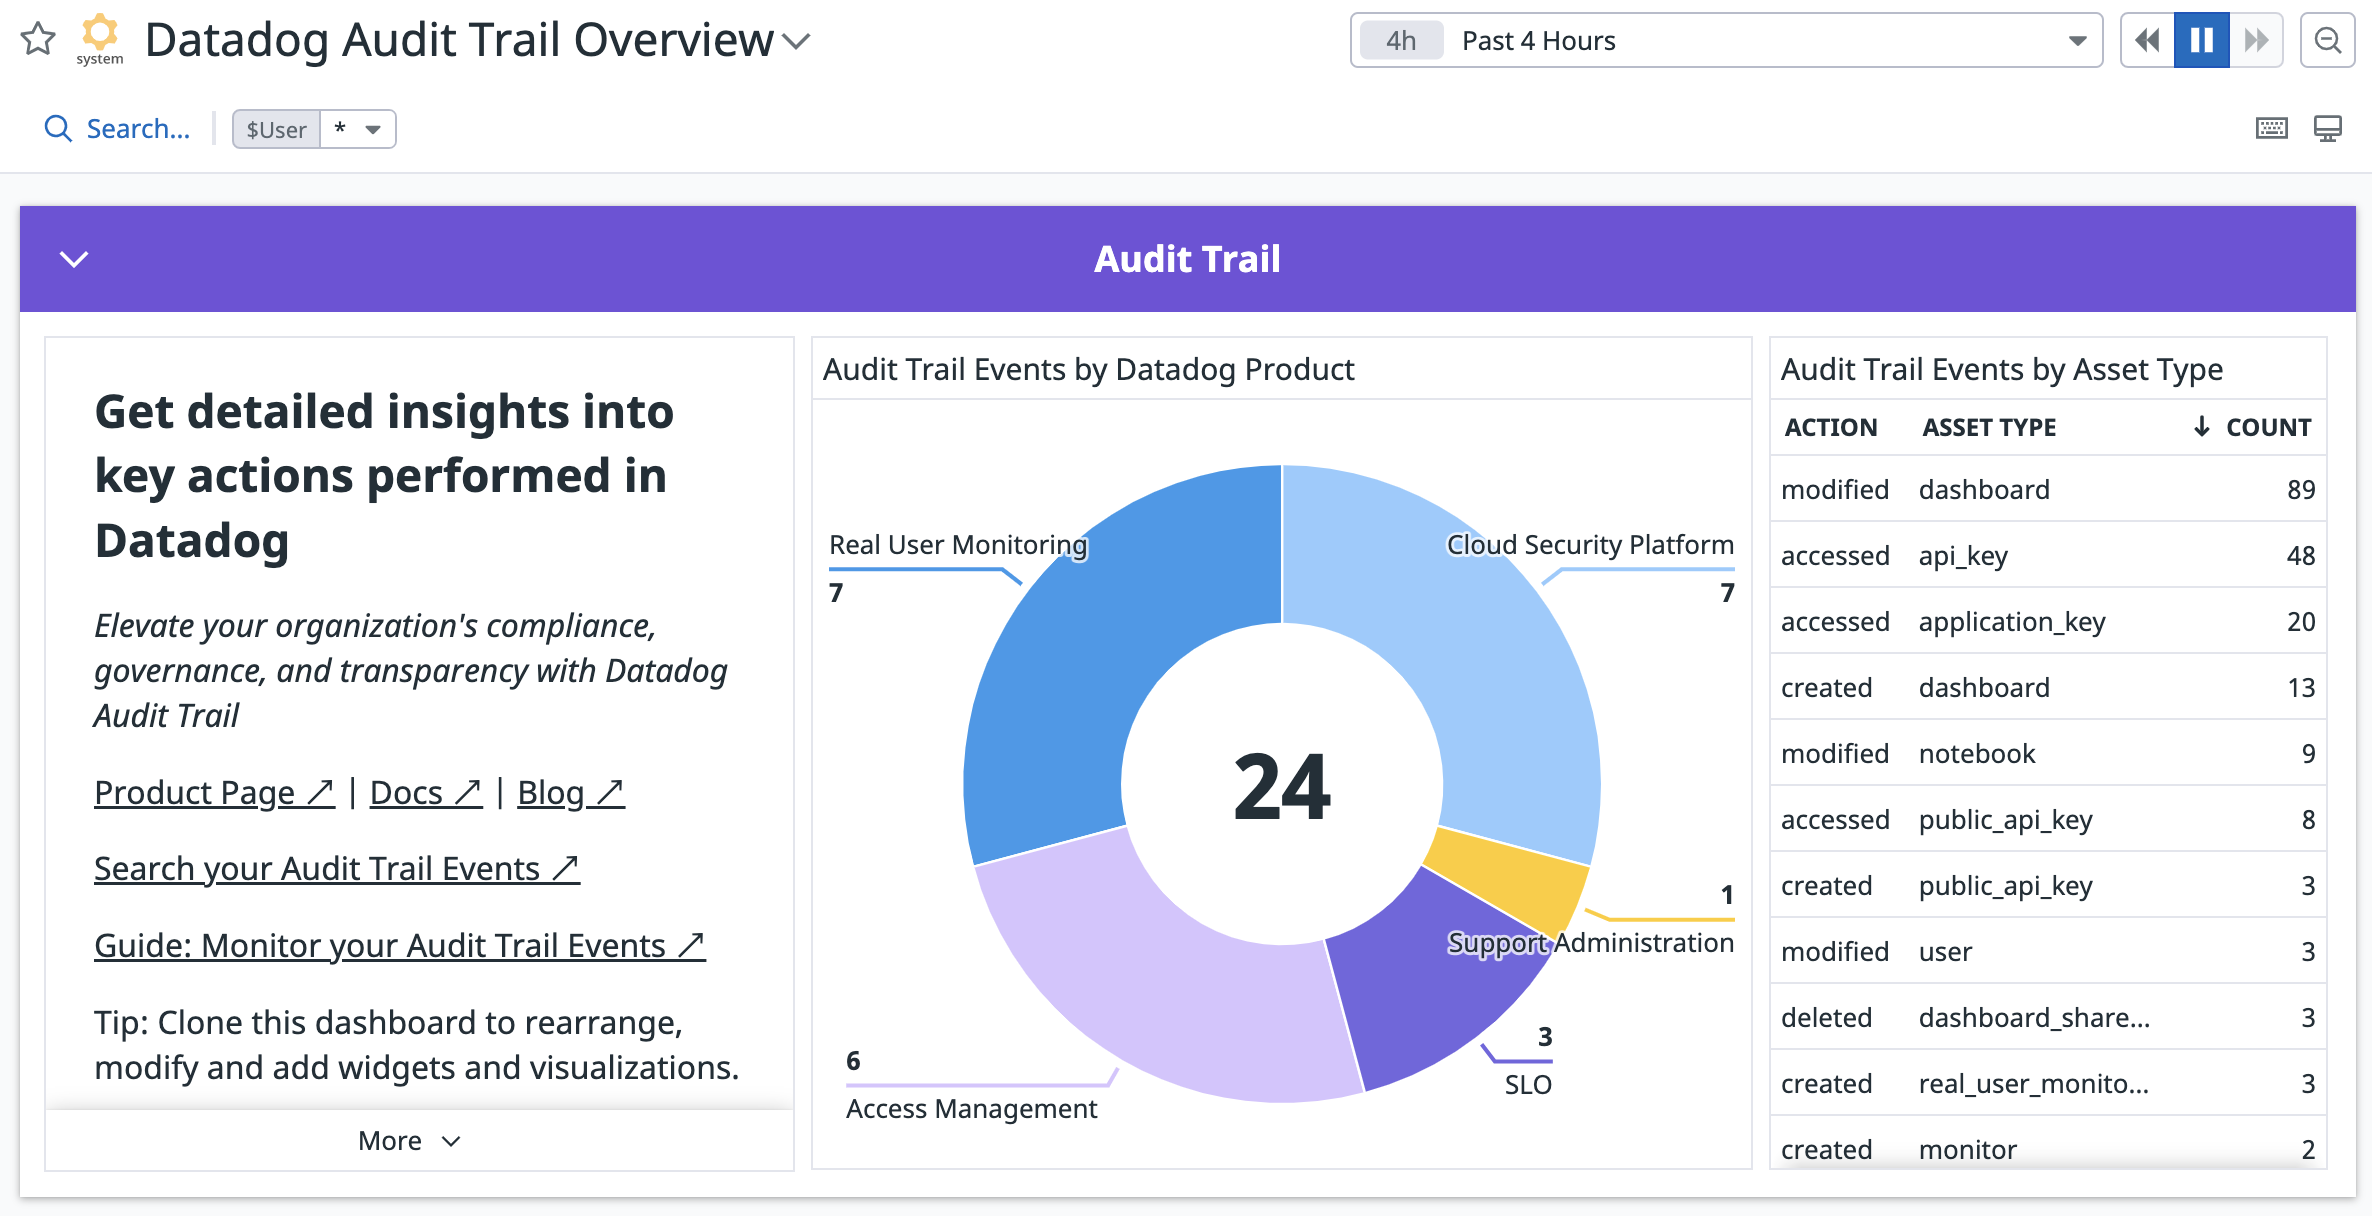 Datadog Audit Trail Overview
system
4h Past 4 Hours
Search...
$User *
Audit Trail
Get detailed insights into
key actions performed in
Datadog
Elevate your organization's compliance,
governance, and transparency with Datadog
Audit Trail
Product Page ↗ | Docs ↗ | Blog ↗
Search your Audit Trail Events ↗
Guide: Monitor your Audit Trail Events ↗
Tip: Clone this dashboard to rearrange,
modify and add widgets and visualizations.
More
Audit Trail Events by Datadog Product
Real User Monitoring
7
Cloud Security Platform
7
24
1
Support Administration
3
SLO
6
Access Management
Audit Trail Events by Asset Type
ACTION ASSET TYPE ↓ COUNT
modified dashboard 89
accessed api_key 48
accessed application_key 20
created dashboard 13
modified notebook 9
accessed public_api_key 8
created public_api_key 3
modified user 3
deleted dashboard_share... 3
created real_user_monito... 3
created monitor 2